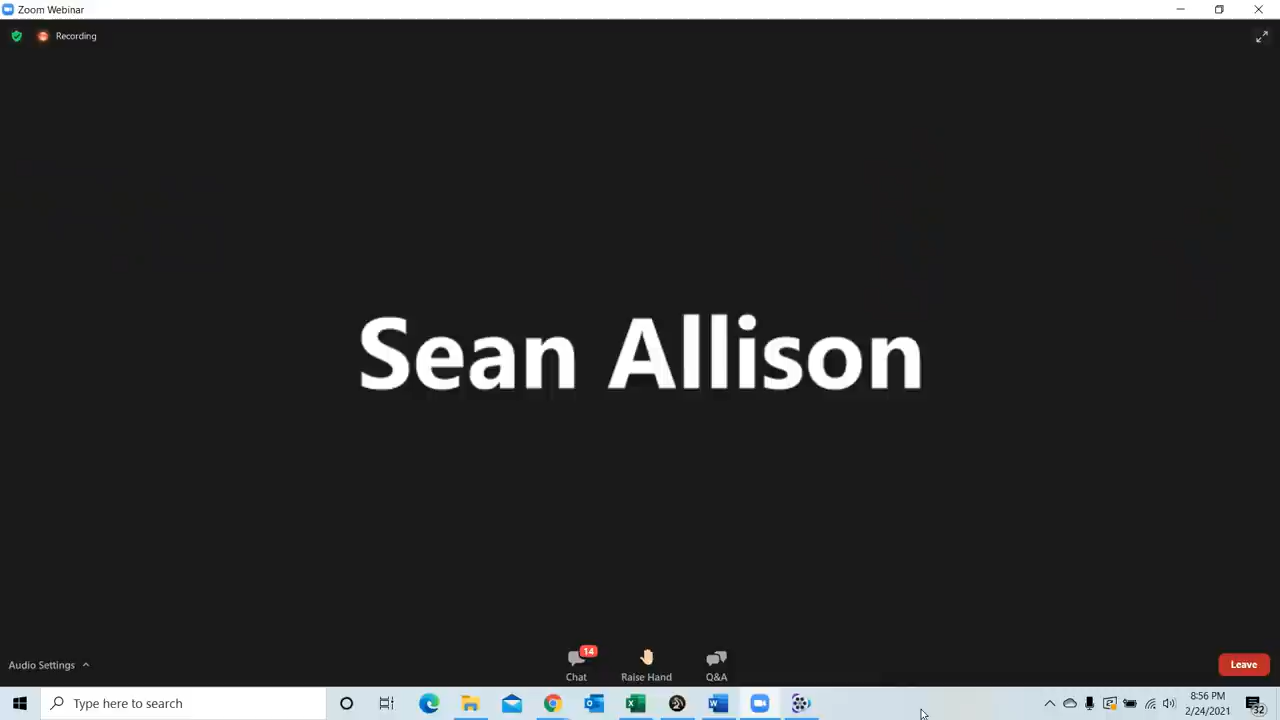 Zoom Webinar
Recording
Sean Allison
Audio Settings
14
Chat
Raise Hand
Q&A
Leave
Type here to search
8:56 PM
2/24/2021
32